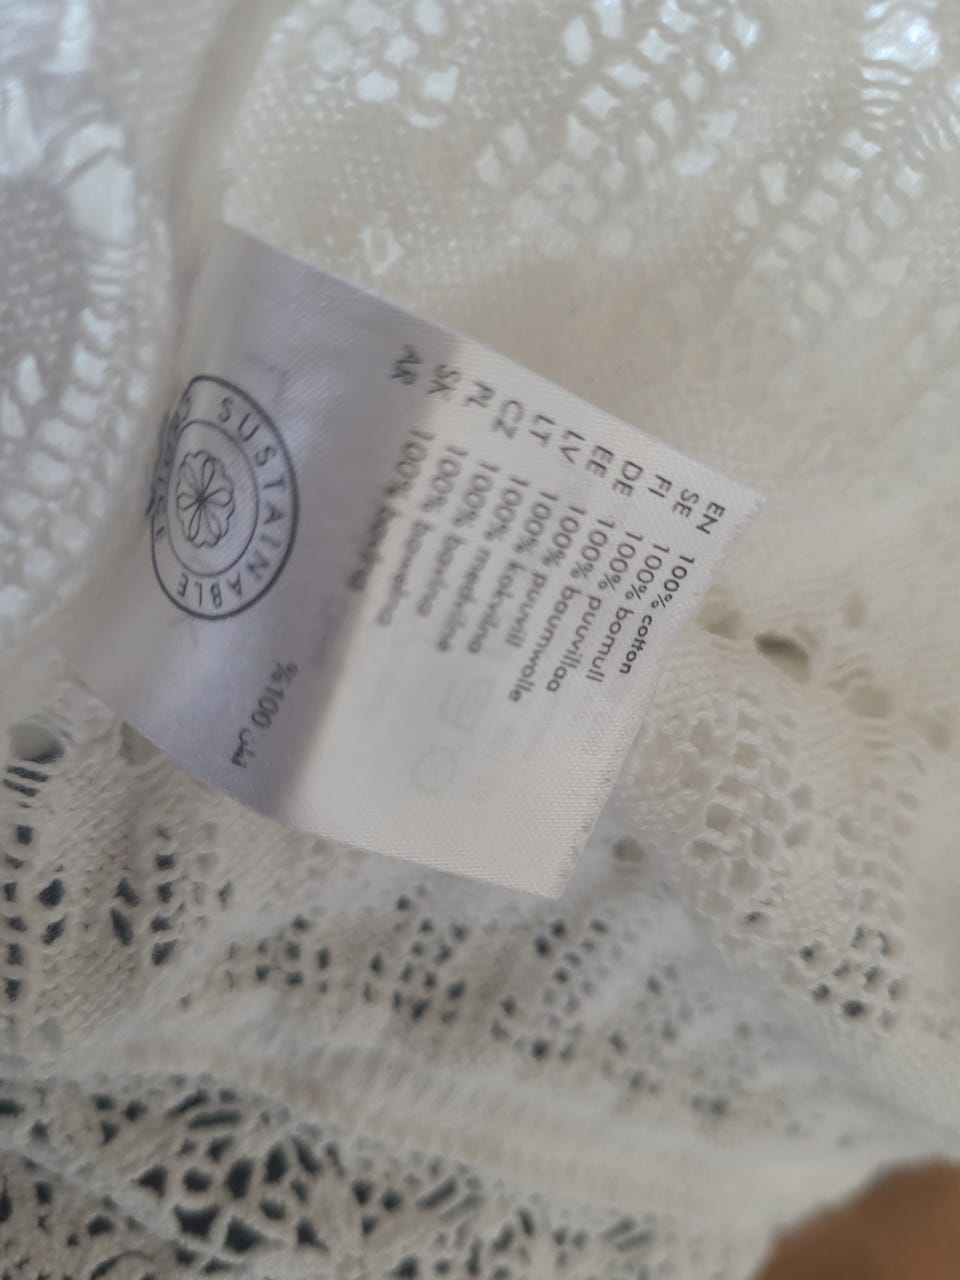 EN 100% cotton
SE 100% bomull
FI 100% puuvillaa
DE 100% baumwolle
EE 100% puuvill
LV 100% kokvilna
LT 100% medvilnė
CZ 100% bavlna
PL 100% bawełna
SK 100% bavlna
AR %100 قطن
SUSTAINABLE